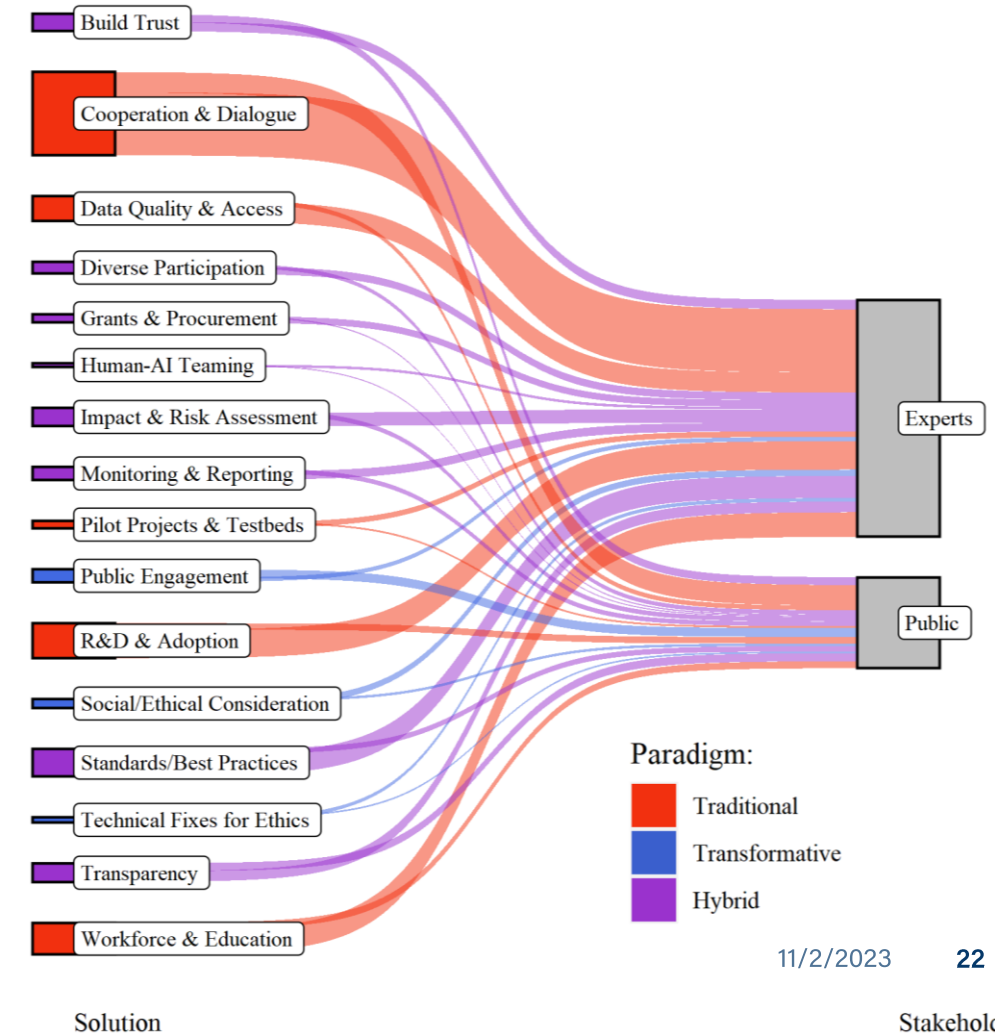 Build Trust
Cooperation & Dialogue
Data Quality & Access
Diverse Participation
Grants & Procurement
Human-AI Teaming
Impact & Risk Assessment
Monitoring & Reporting
Pilot Projects & Testbeds
Public Engagement
R&D & Adoption
Social/Ethical Consideration
Standards/Best Practices
Technical Fixes for Ethics
Transparency
Workforce & Education
Experts
Public
Paradigm:
Traditional
Transformative
Hybrid
11/2/2023 22
Solution Stakehol